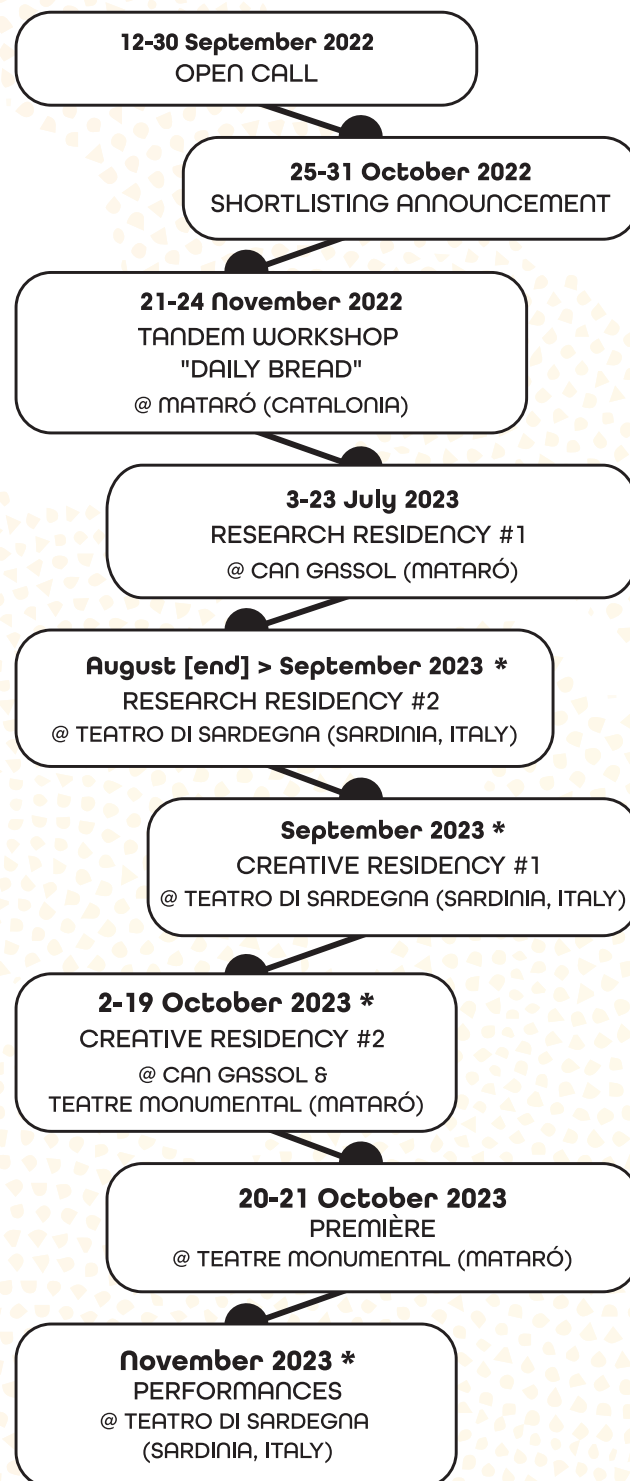 12-30 September 2022
OPEN CALL
25-31 October 2022
SHORTLISTING ANNOUNCEMENT
21-24 November 2022
TANDEM WORKSHOP
"DAILY BREAD"
@ MATARÓ (CATALONIA)
3-23 July 2023
RESEARCH RESIDENCY #1
@ CAN GASSOL (MATARÓ)
August [end] > September 2023 *
RESEARCH RESIDENCY #2
@ TEATRO DI SARDEGNA (SARDINIA, ITALY)
September 2023 *
CREATIVE RESIDENCY #1
@ TEATRO DI SARDEGNA (SARDINIA, ITALY)
2-19 October 2023 *
CREATIVE RESIDENCY #2
@ CAN GASSOL &
TEATRE MONUMENTAL (MATARÓ)
20-21 October 2023
PREMIÈRE
@ TEATRE MONUMENTAL (MATARÓ)
November 2023 *
PERFORMANCES
@ TEATRO DI SARDEGNA
(SARDINIA, ITALY)